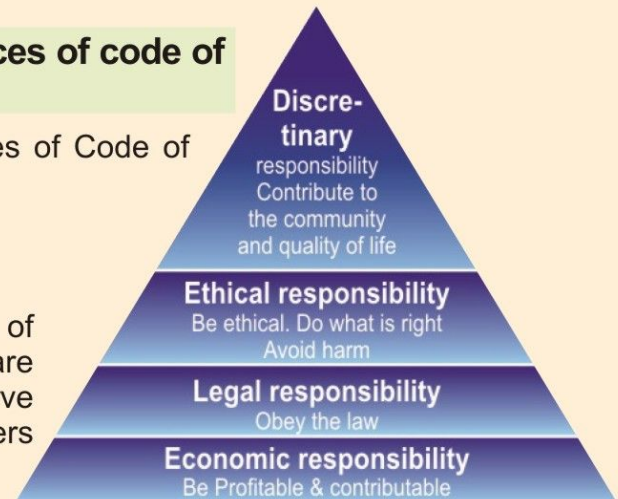 ces of code of
es of Code of
of
are
ve
ers
Discre-
tinary
responsibility
Contribute to
the community
and quality of life
Ethical responsibility
Be ethical. Do what is right
Avoid harm
Legal responsibility
Obey the law
Economic responsibility
Be Profitable & contributable